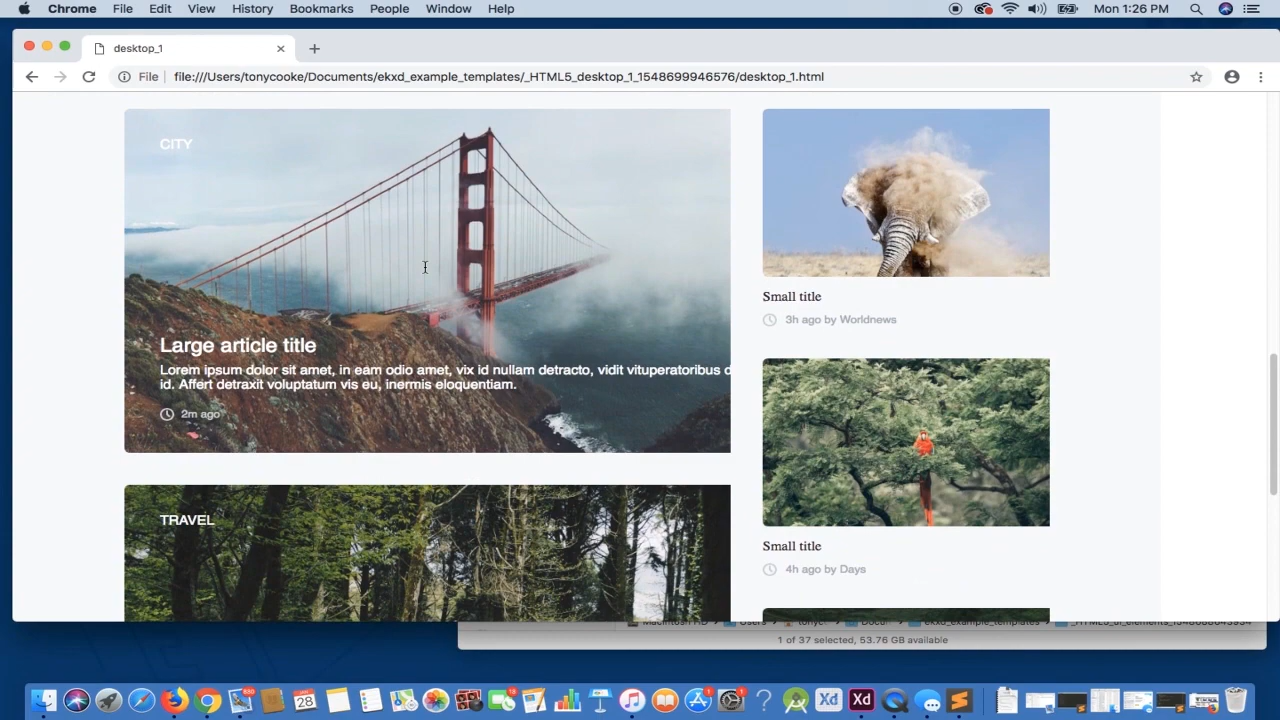 Chrome File Edit View History Bookmarks People Window Help Mon 1:26 PM
desktop_1
File file:///Users/tonycooke/Documents/ekxd_example_templates/_HTML5_desktop_1_1548699946576/desktop_1.html
CITY
Large article title
Lorem ipsum dolor sit amet, in eam odio amet, vix id nullam detracto, vidit vituperatoribus d
id. Affert detraxit voluptatum vis eu, inermis eloquentiam.
2m ago
Small title
3h ago by Worldnews
TRAVEL
Small title
4h ago by Days
1 of 37 selected, 53.76 GB available
Xd Xd